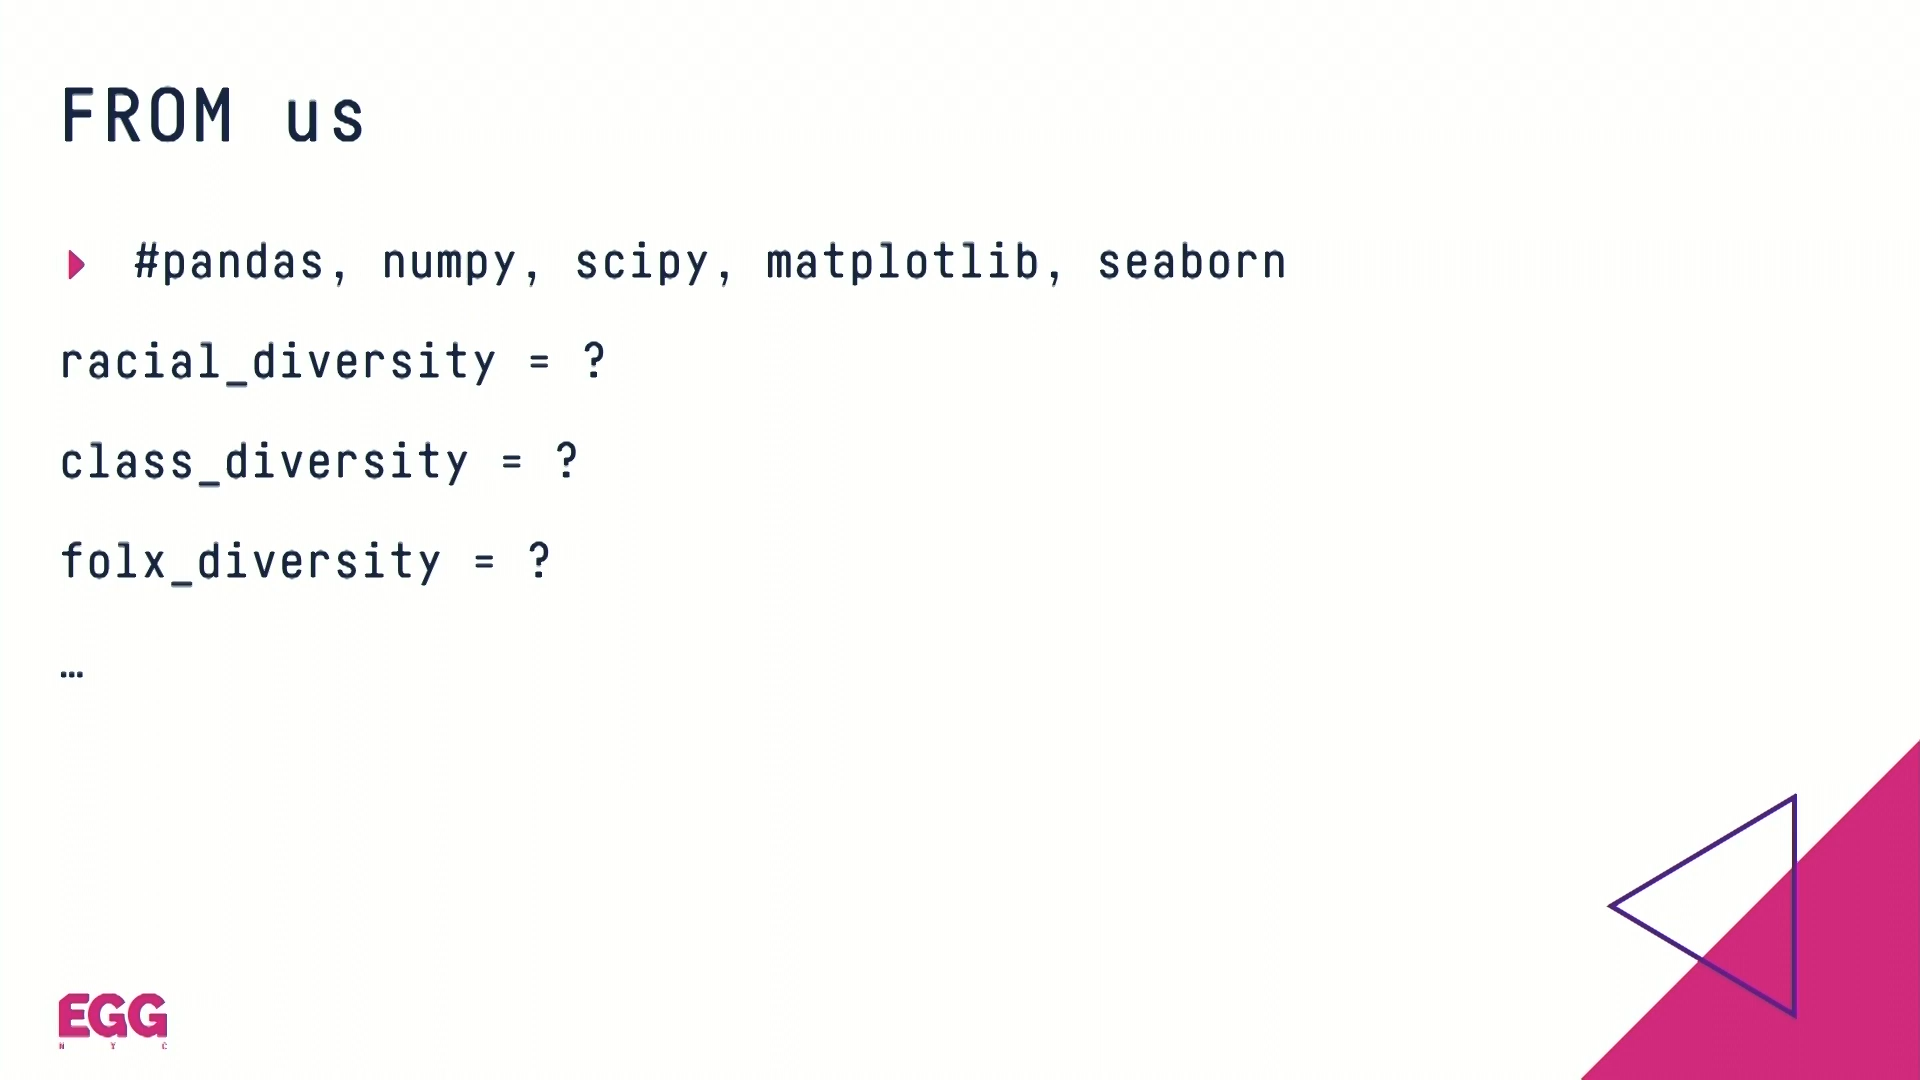 FROM us
#pandas, numpy, scipy, matplotlib, seaborn
racial_diversity = ?
class_diversity = ?
folx_diversity = ?
…
EGG
N Y C